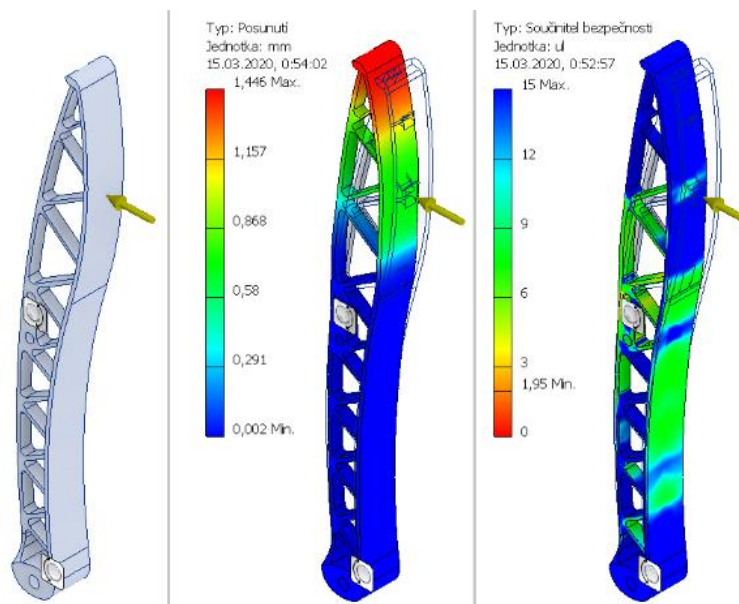 Typ: Posunutí
Jednotka: mm
15.03.2020, 0:54:02
1,446 Max.
1,157
0,868
0,58
0,291
0,002 Min.
Typ: Součinitel bezpečnosti
Jednotka: ul
15.03.2020, 0:52:57
15 Max.
12
9
6
3
1,95 Min.
0